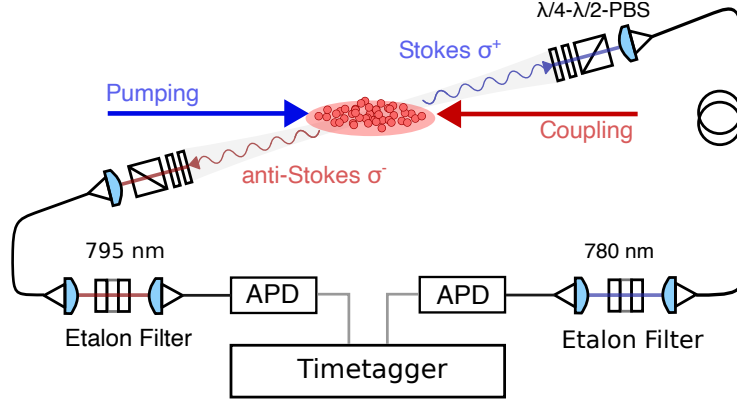 λ/4-λ/2-PBS
Stokes σ⁺
Pumping
Coupling
anti-Stokes σ⁻
795 nm
780 nm
APD
APD
Etalon Filter
Etalon Filter
Timetagger